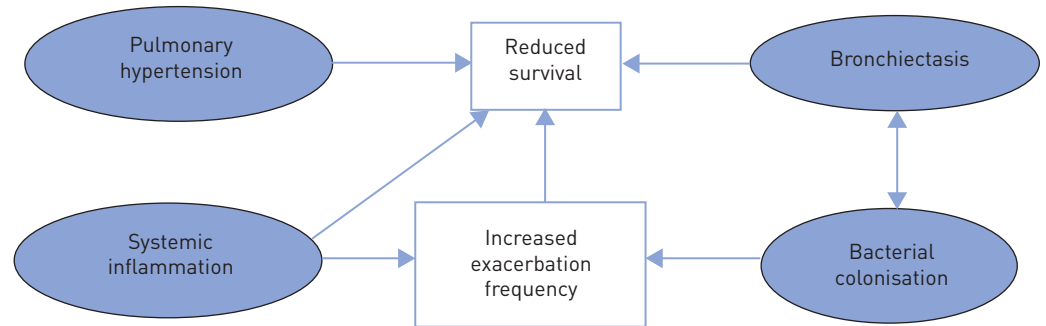 Pulmonary
hypertension
Reduced
survival
Bronchiectasis
Systemic
inflammation
Increased
exacerbation
frequency
Bacterial
colonisation